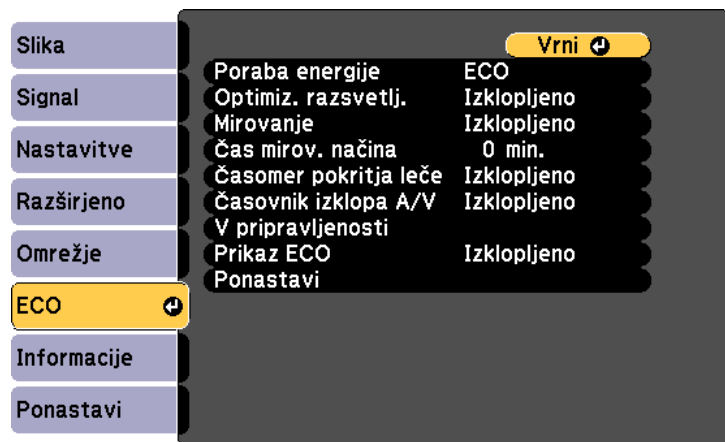 Slika
Signal
Nastavitve
Razširjeno
Omrežje
ECO
Informacije
Ponastavi
Vrni
Poraba energije ECO
Optimiz. razsvetlj. Izklopljeno
Mirovanje Izklopljeno
Čas mirov. načina 0 min.
Časomer pokritja leče Izklopljeno
Časovnik izklopa A/V Izklopljeno
V pripravljenosti
Prikaz ECO Izklopljeno
Ponastavi